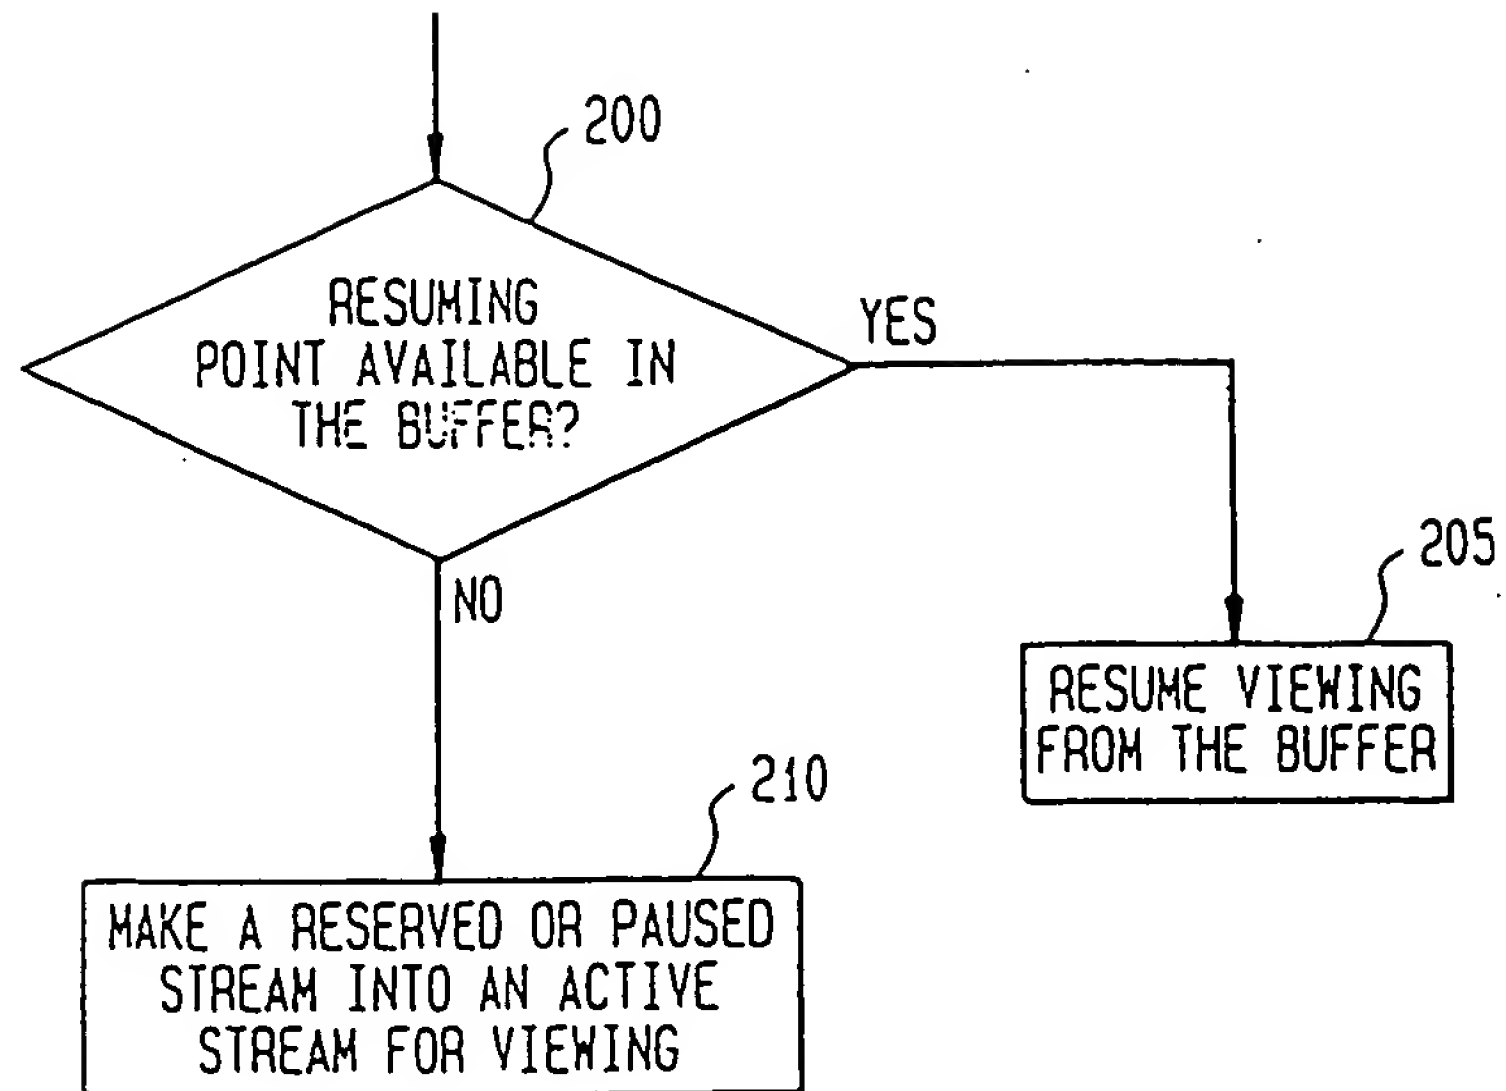 200
RESUMING
POINT AVAILABLE IN
THE BUFFER?
YES
NO
205
RESUME VIEWING
FROM THE BUFFER
210
MAKE A RESERVED OR PAUSED
STREAM INTO AN ACTIVE
STREAM FOR VIEWING